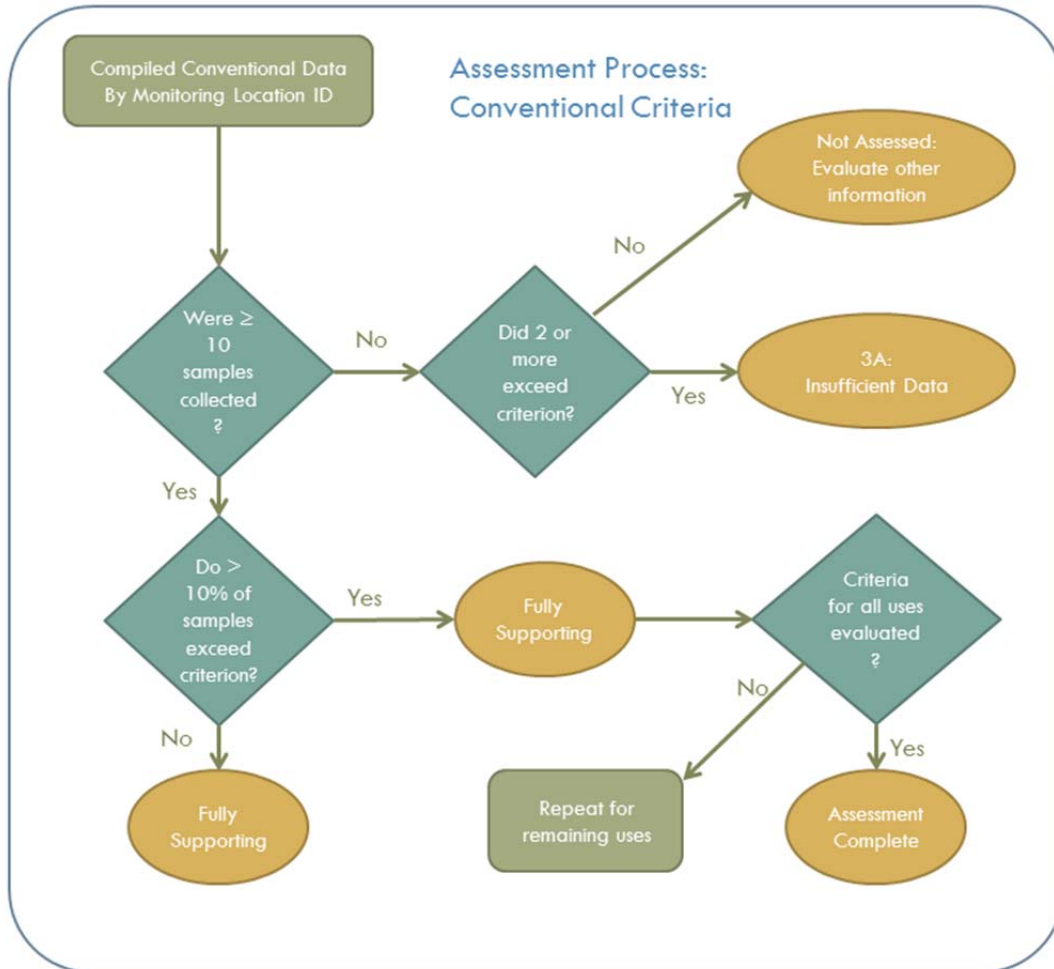 Compiled Conventional Data
By Monitoring Location ID
Assessment Process:
Conventional Criteria
Not Assessed:
Evaluate other
information
No
Were ≥
10
samples
collected
?
No
Did 2 or
more
exceed
criterion?
Yes
3A:
Insufficient Data
Yes
Do >
10% of
samples
exceed
criterion?
Yes
Fully
Supporting
Criteria
for all uses
evaluated
?
No
No
Yes
Fully
Supporting
Repeat for
remaining uses
Assessment
Complete